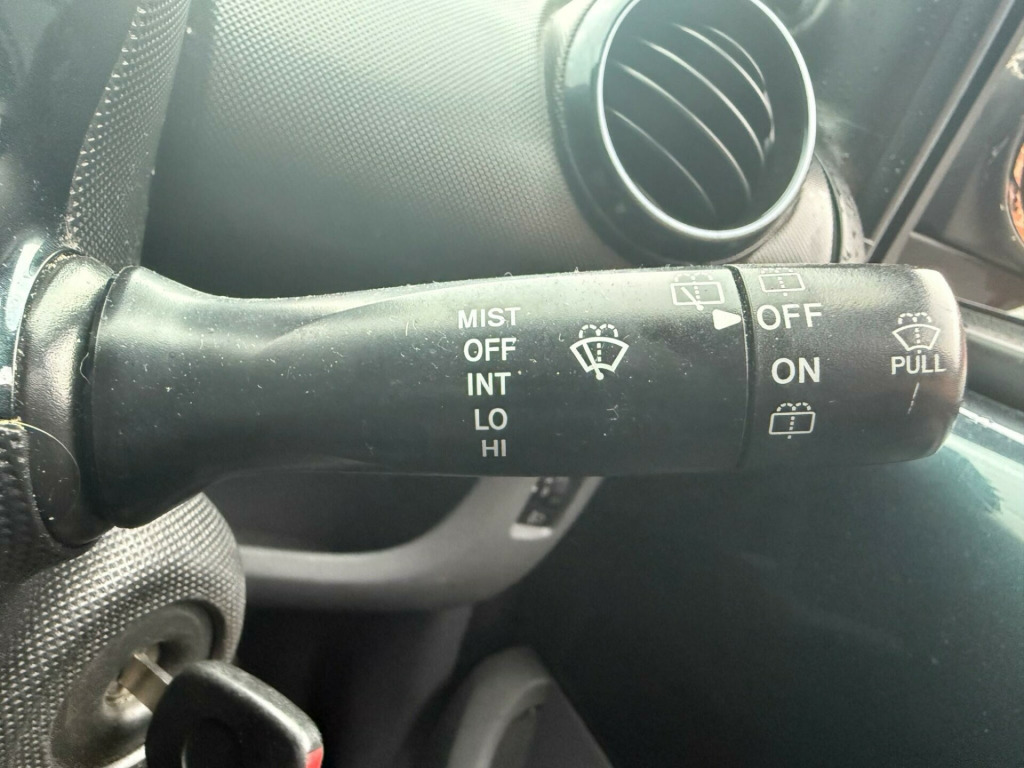 MIST
OFF
INT
LO
HI
OFF
ON
PULL